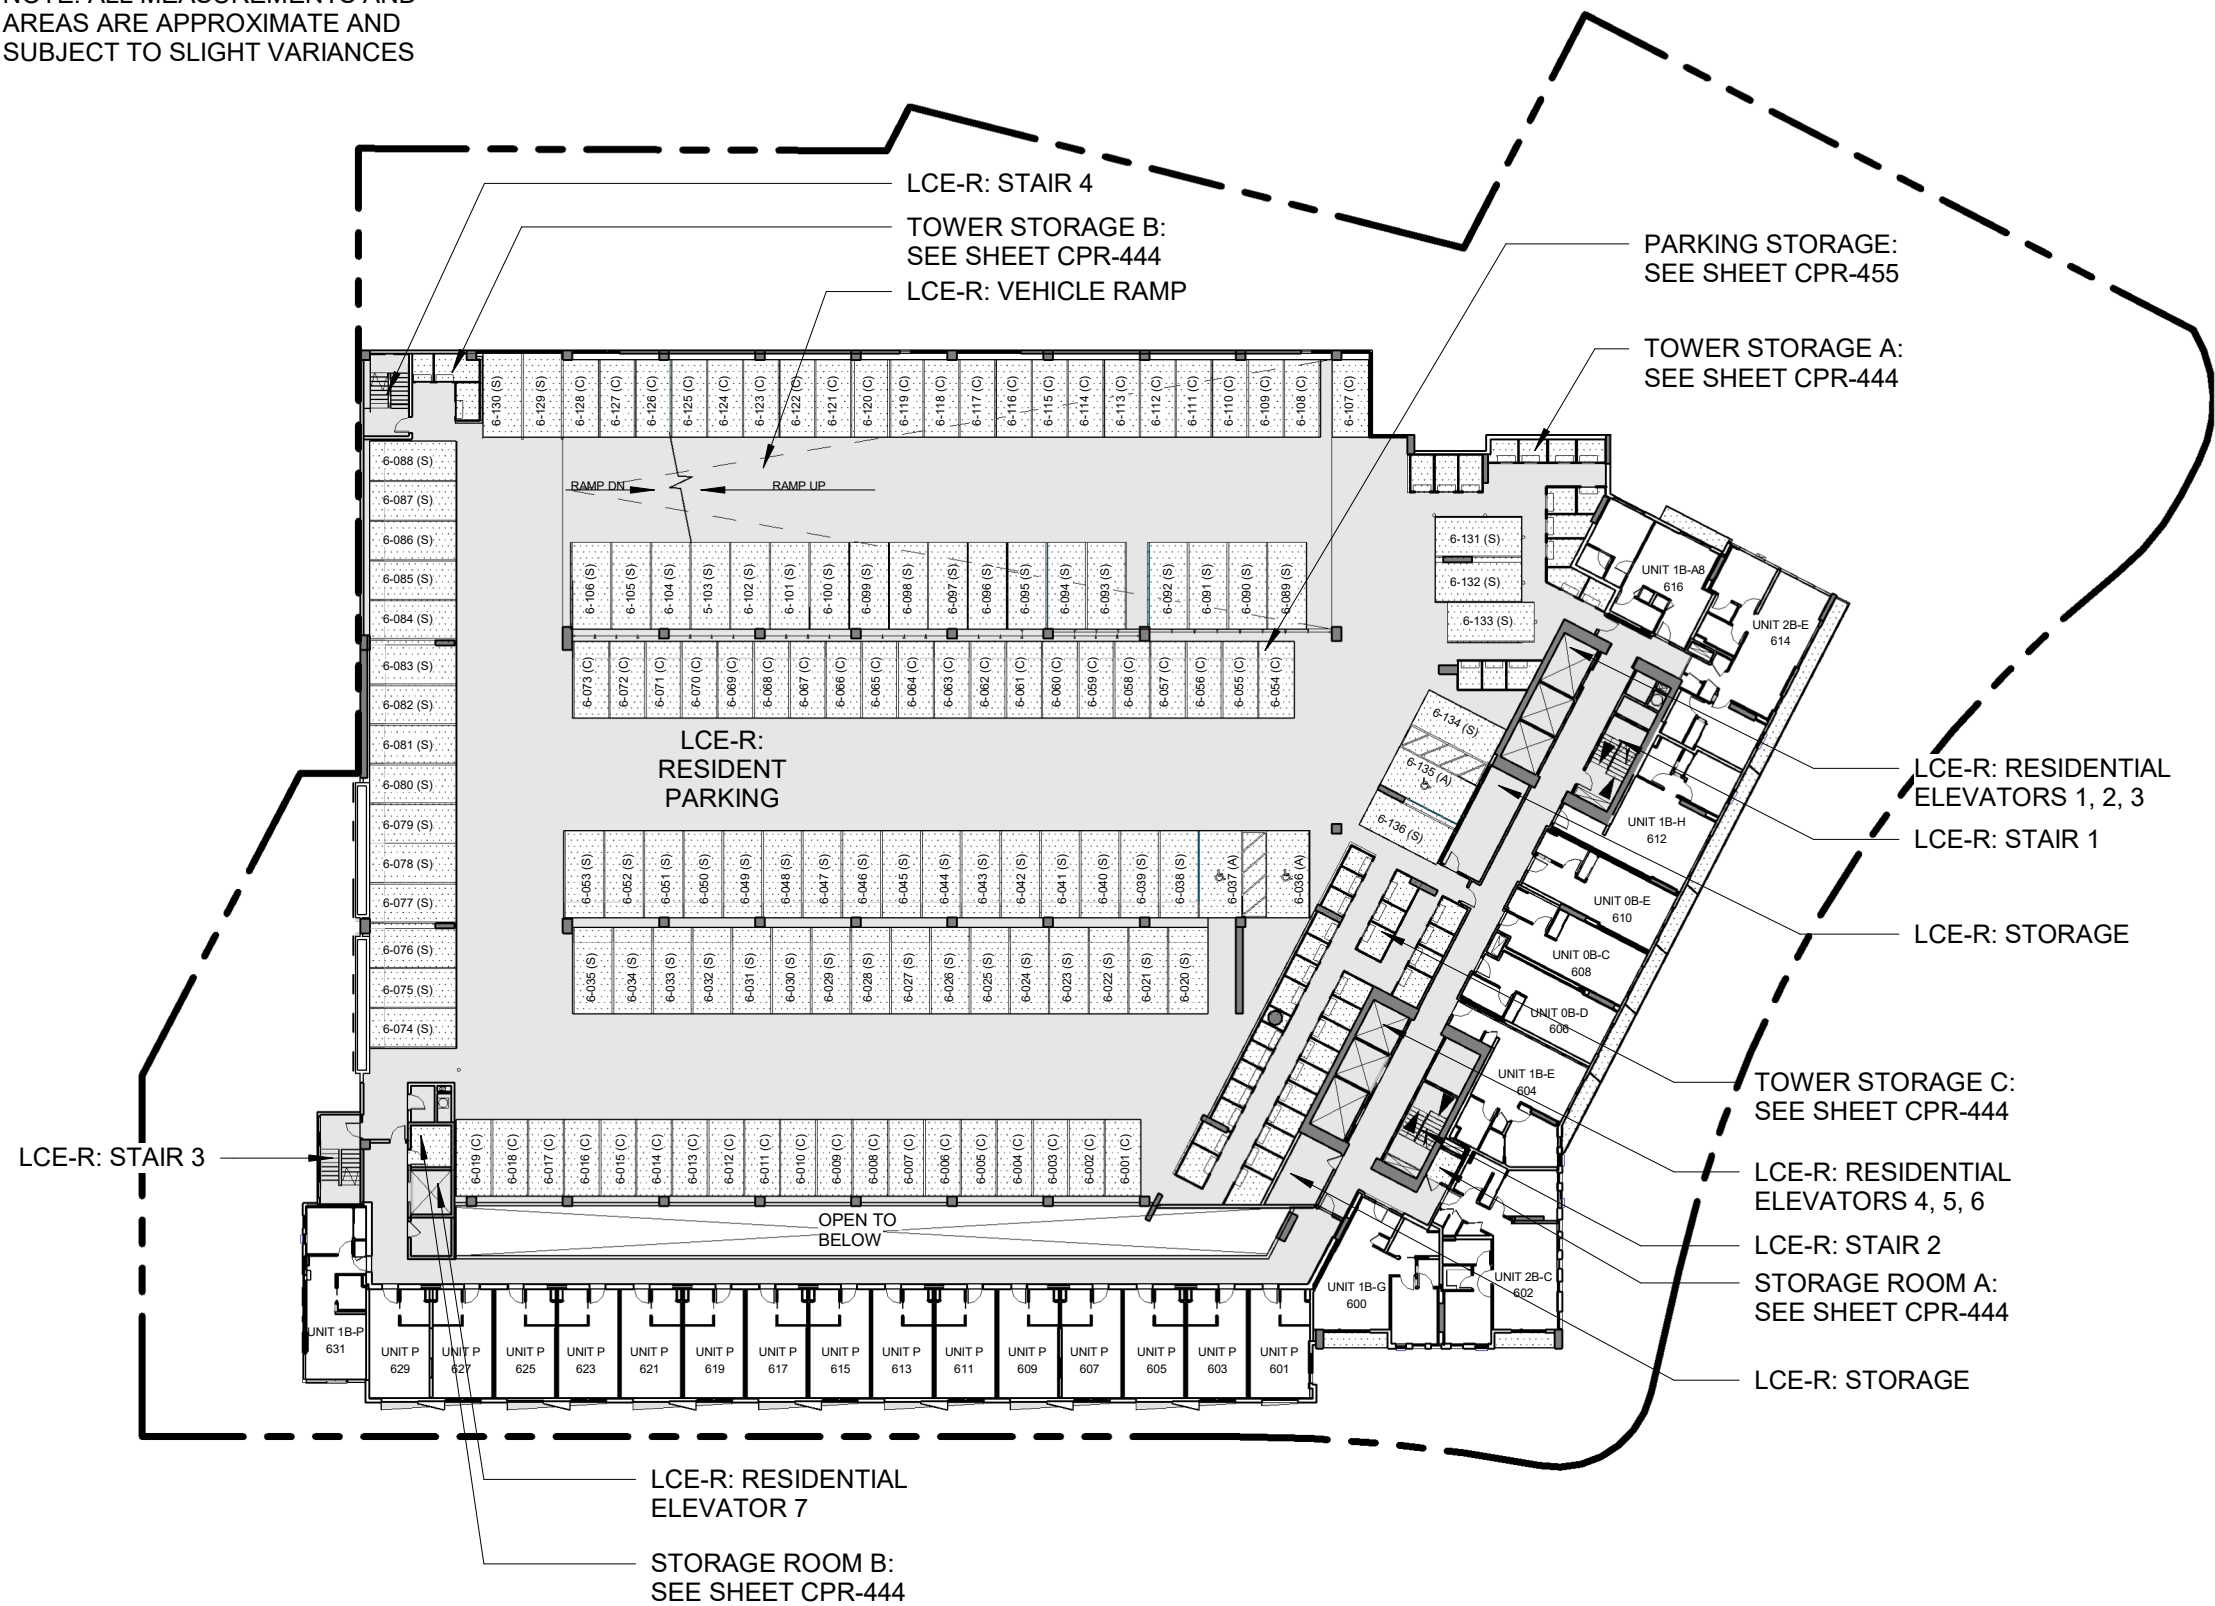 NOTE: ALL MEASUREMENTS AND
AREAS ARE APPROXIMATE AND
SUBJECT TO SLIGHT VARIANCES
LCE-R: STAIR 4
TOWER STORAGE B:
SEE SHEET CPR-444
LCE-R: VEHICLE RAMP
PARKING STORAGE:
SEE SHEET CPR-455
TOWER STORAGE A:
SEE SHEET CPR-444
6-130 (S)
6-129 (S)
6-128 (C)
6-127 (C)
6-126 (C)
6-125 (C)
6-124 (C)
6-123 (C)
6-122 (C)
6-121 (C)
6-120 (C)
6-119 (C)
6-118 (C)
6-117 (C)
6-116 (C)
6-115 (C)
6-114 (C)
6-113 (C)
6-112 (C)
6-111 (C)
6-110 (C)
6-109 (C)
6-108 (C)
6-107 (C)
6-088 (S)
6-087 (S)
6-086 (S)
6-085 (S)
6-084 (S)
6-083 (S)
6-082 (S)
6-081 (S)
6-080 (S)
6-079 (S)
6-078 (S)
6-077 (S)
6-076 (S)
6-075 (S)
6-074 (S)
RAMP DN
RAMP UP
6-106 (S)
6-105 (S)
6-104 (S)
5-103 (S)
6-102 (S)
6-101 (S)
6-100 (S)
6-099 (S)
6-098 (S)
6-097 (S)
6-096 (S)
6-095 (S)
6-094 (S)
6-093 (S)
6-092 (S)
6-091 (S)
6-090 (S)
6-089 (S)
6-131 (S)
6-132 (S)
6-133 (S)
6-073 (C)
6-072 (C)
6-071 (C)
6-070 (C)
6-069 (C)
6-068 (C)
6-067 (C)
6-066 (C)
6-065 (C)
6-064 (C)
6-063 (C)
6-062 (C)
6-061 (C)
6-060 (C)
6-059 (C)
6-058 (C)
6-057 (C)
6-056 (C)
6-055 (C)
6-054 (C)
LCE-R:
RESIDENT
PARKING
6-134 (S)
6-135 (A)
6-136 (S)
6-053 (S)
6-052 (S)
6-051 (S)
6-050 (S)
6-049 (S)
6-048 (S)
6-047 (S)
6-046 (S)
6-045 (S)
6-044 (S)
6-043 (S)
6-042 (S)
6-041 (S)
6-040 (S)
6-039 (S)
6-038 (S)
6-037 (A)
6-036 (A)
6-035 (S)
6-034 (S)
6-033 (S)
6-032 (S)
6-031 (S)
6-030 (S)
6-029 (S)
6-028 (S)
6-027 (S)
6-026 (S)
6-025 (S)
6-024 (S)
6-023 (S)
6-022 (S)
6-021 (S)
6-020 (S)
6-019 (C)
6-018 (C)
6-017 (C)
6-016 (C)
6-015 (C)
6-014 (C)
6-013 (C)
6-012 (C)
6-011 (C)
6-010 (C)
6-009 (C)
6-008 (C)
6-007 (C)
6-006 (C)
6-005 (C)
6-004 (C)
6-003 (C)
6-002 (C)
6-001 (C)
OPEN TO
BELOW
UNIT 1B-A8
616
UNIT 2B-E
614
UNIT 1B-H
612
UNIT 0B-E
610
UNIT 0B-C
608
UNIT 0B-D
606
UNIT 1B-E
604
UNIT 2B-C
602
UNIT 1B-G
600
LCE-R: RESIDENTIAL
ELEVATORS 1, 2, 3
LCE-R: STAIR 1
LCE-R: STORAGE
TOWER STORAGE C:
SEE SHEET CPR-444
LCE-R: RESIDENTIAL
ELEVATORS 4, 5, 6
LCE-R: STAIR 2
STORAGE ROOM A:
SEE SHEET CPR-444
LCE-R: STORAGE
LCE-R: STAIR 3
UNIT 1B-P
631
UNIT P
629
UNIT P
627
UNIT P
625
UNIT P
623
UNIT P
621
UNIT P
619
UNIT P
617
UNIT P
615
UNIT P
613
UNIT P
611
UNIT P
609
UNIT P
607
UNIT P
605
UNIT P
603
UNIT P
601
LCE-R: RESIDENTIAL
ELEVATOR 7
STORAGE ROOM B:
SEE SHEET CPR-444